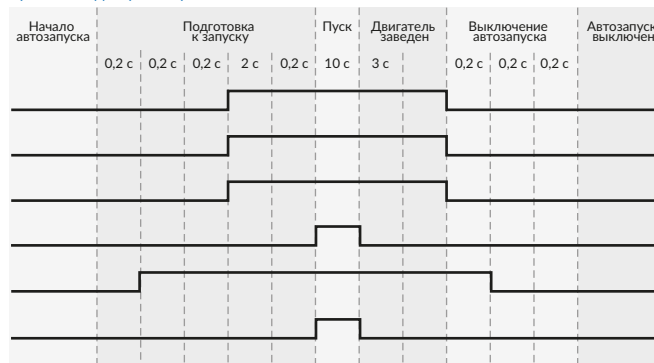 Начало
автозапуска
Подготовка
к запуску
Пуск
Двигатель
заведен
Выключение
автозапуска
Автозапуск
выключен
0,2 с 0,2 с 0,2 с 2 с 0,2 с 10 с 3 с 0,2 с 0,2 с 0,2 с